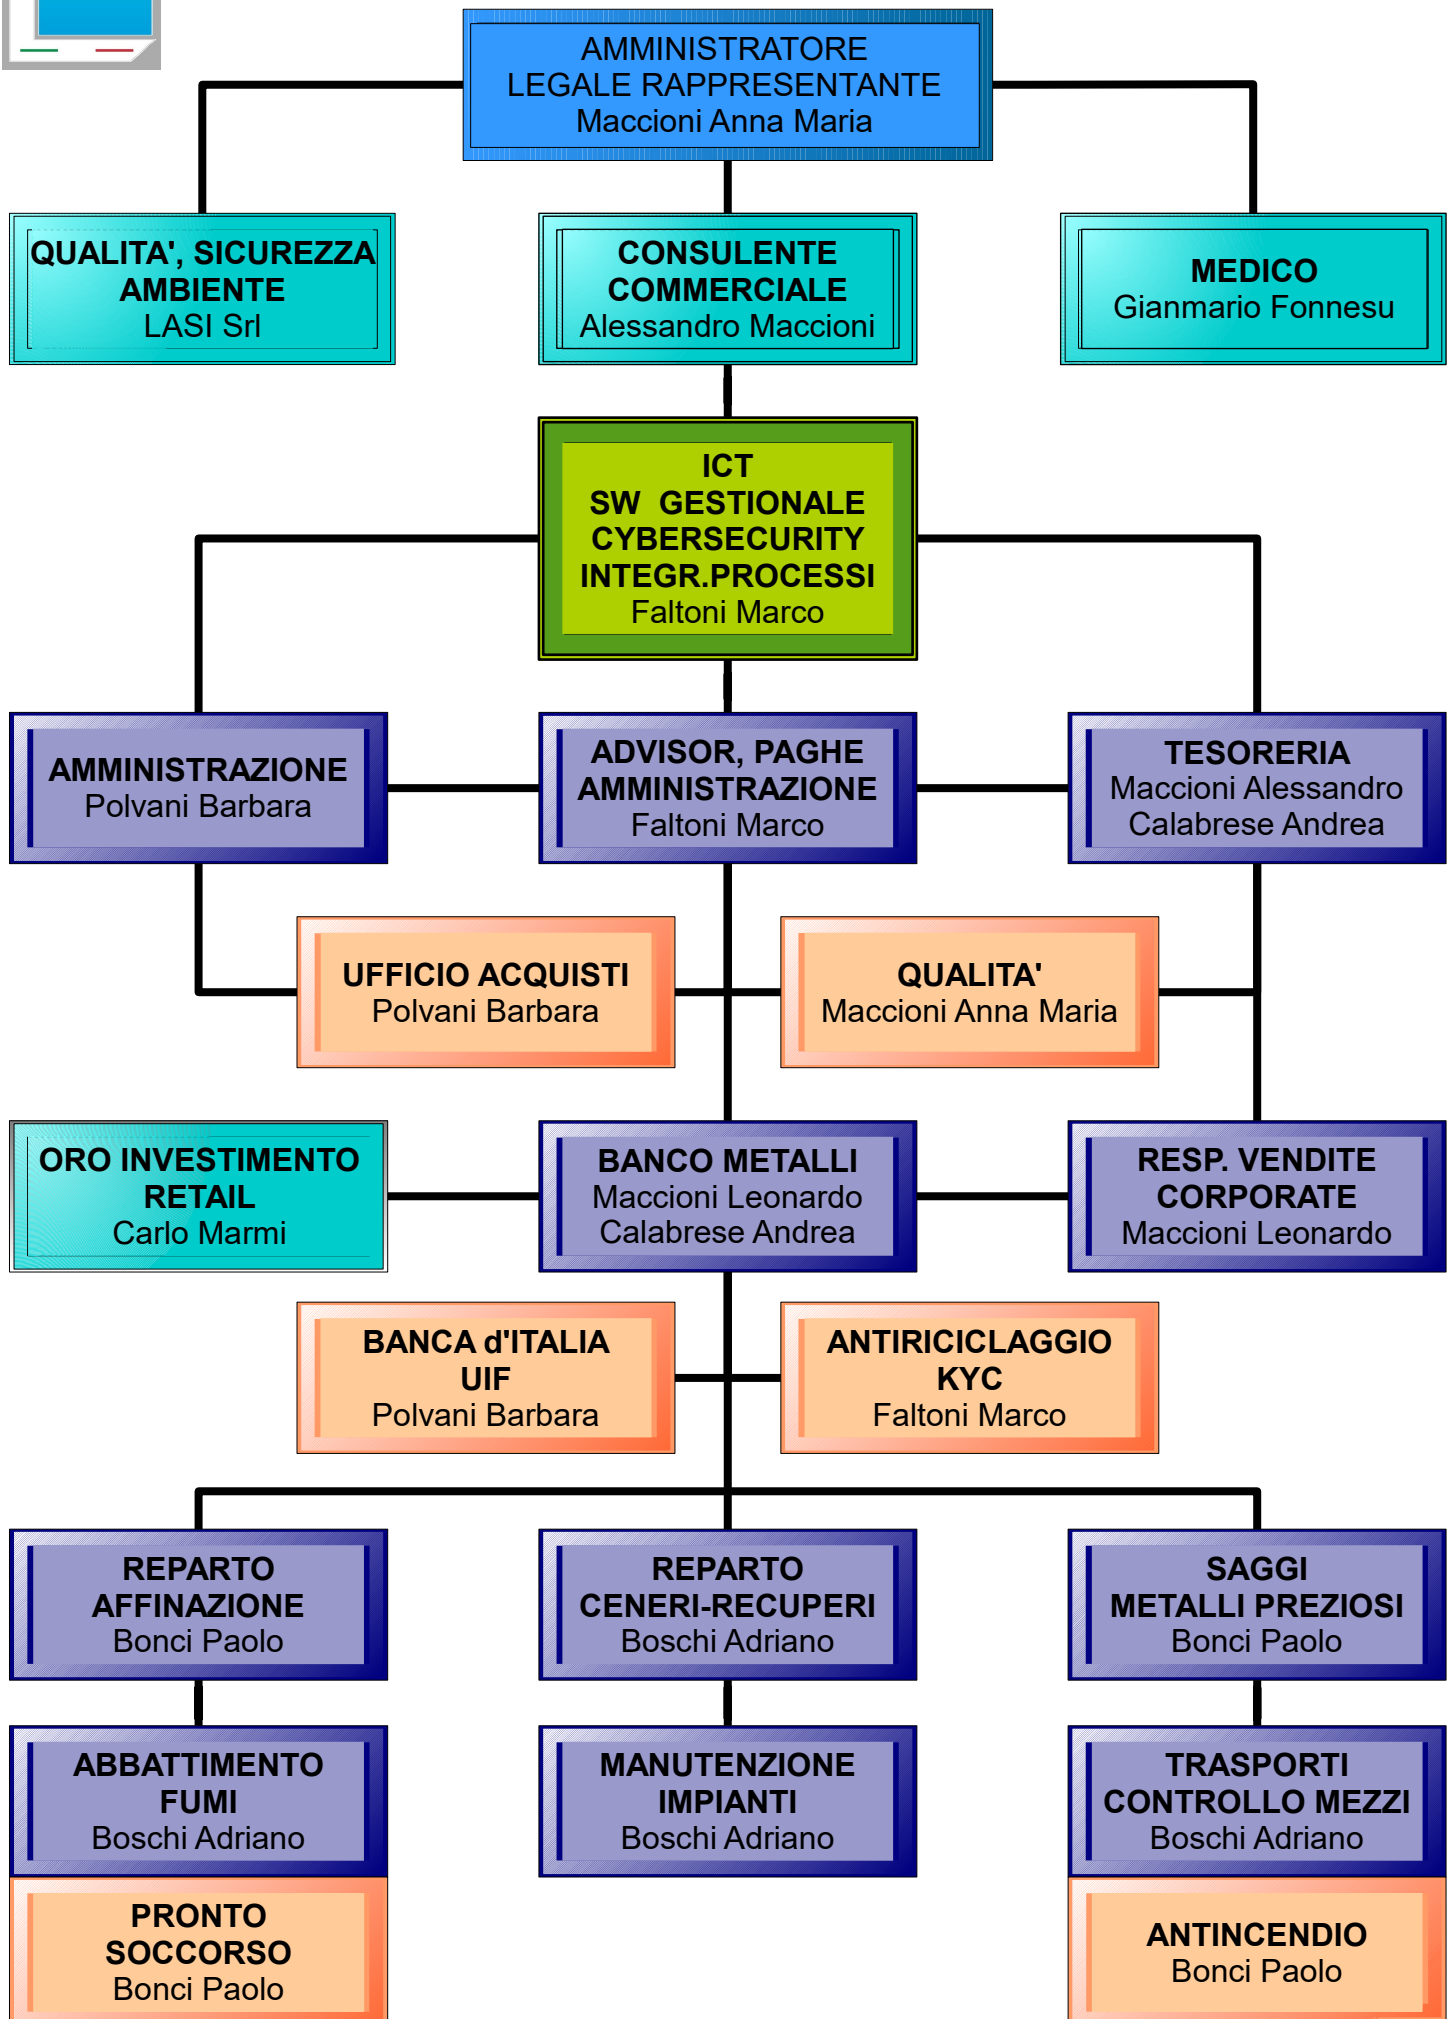 AMMINISTRATORE
LEGALE RAPPRESENTANTE
Maccioni Anna Maria
QUALITA', SICUREZZA
AMBIENTE
LASI Srl
CONSULENTE
COMMERCIALE
Alessandro Maccioni
MEDICO
Gianmario Fonnesu
ICT
SW  GESTIONALE
CYBERSECURITY
INTEGR.PROCESSI
Faltoni Marco
AMMINISTRAZIONE
Polvani Barbara
ADVISOR, PAGHE
AMMINISTRAZIONE
Faltoni Marco
TESORERIA
Maccioni Alessandro
Calabrese Andrea
UFFICIO ACQUISTI
Polvani Barbara
QUALITA'
Maccioni Anna Maria
ORO INVESTIMENTO
RETAIL
Carlo Marmi
BANCO METALLI
Maccioni Leonardo
Calabrese Andrea
RESP. VENDITE
CORPORATE
Maccioni Leonardo
BANCA d'ITALIA
UIF
Polvani Barbara
ANTIRICICLAGGIO
KYC
Faltoni Marco
REPARTO
AFFINAZIONE
Bonci Paolo
REPARTO
CENERI-RECUPERI
Boschi Adriano
SAGGI
METALLI PREZIOSI
Bonci Paolo
ABBATTIMENTO
FUMI
Boschi Adriano
MANUTENZIONE
IMPIANTI
Boschi Adriano
TRASPORTI
CONTROLLO MEZZI
Boschi Adriano
PRONTO
SOCCORSO
Bonci Paolo
ANTINCENDIO
Bonci Paolo